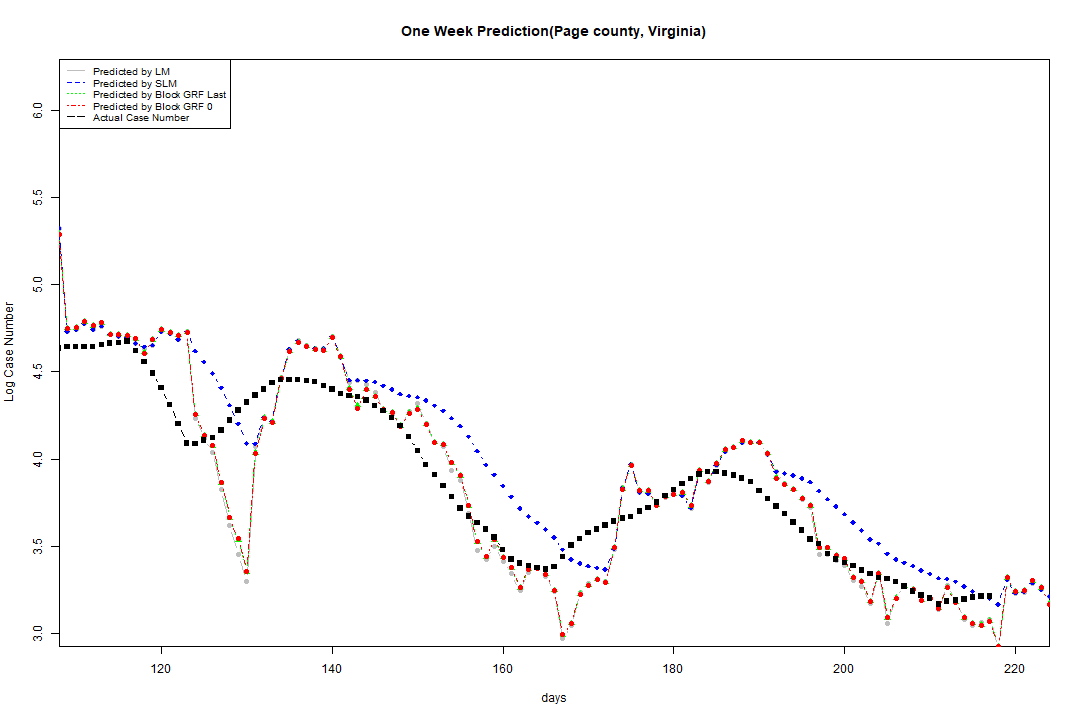 One Week Prediction(Page county, Virginia)
Predicted by LM
Predicted by SLM
Predicted by Block GRF Last
Predicted by Block GRF 0
Actual Case Number
6.0
5.5
5.0
4.5
4.0
3.5
3.0
Log Case Number
120 140 160 180 200 220
days